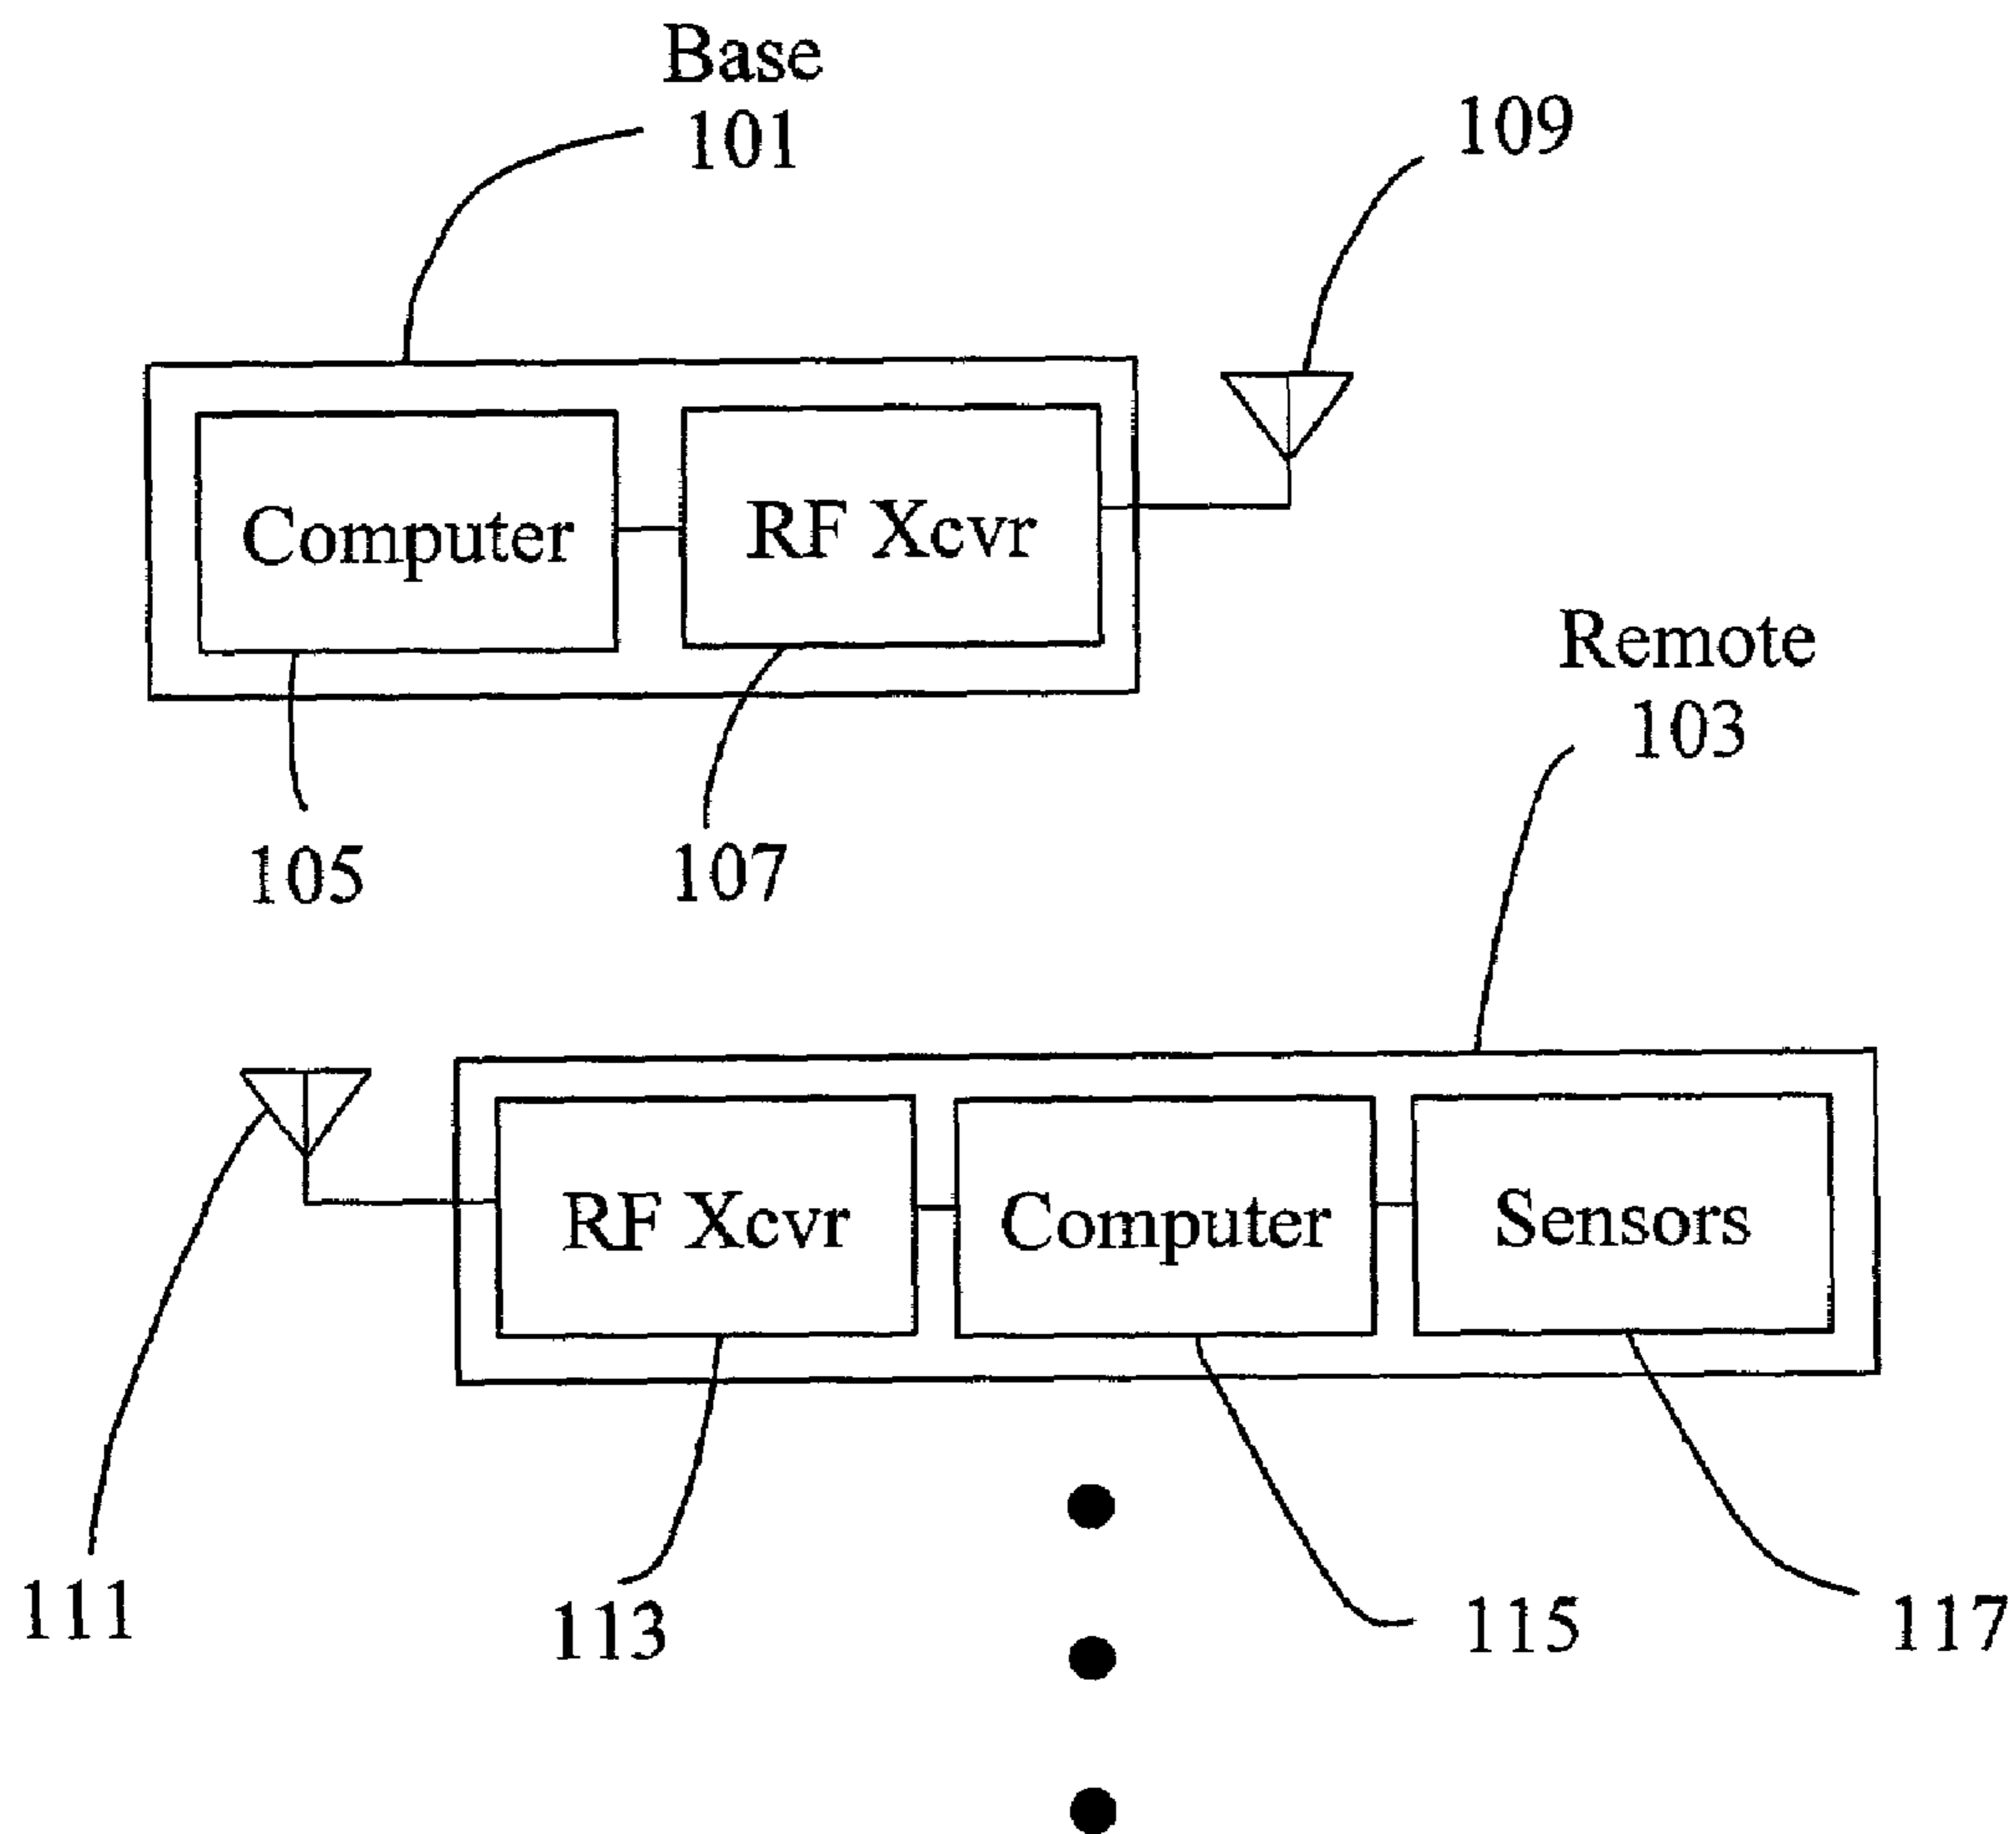 Base
101
109
Computer
RF Xcvr
Remote
103
105
107
RF Xcvr
Computer
Sensors
111
113
115
117